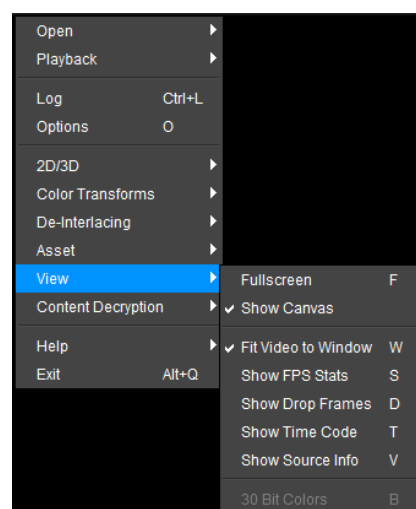 Open
Playback
Log Ctrl+L
Options O
2D/3D
Color Transforms
De-Interlacing
Asset
View
Content Decryption
Help
Exit Alt+Q
Fullscreen F
Show Canvas
Fit Video to Window W
Show FPS Stats S
Show Drop Frames D
Show Time Code T
Show Source Info V
30 Bit Colors B